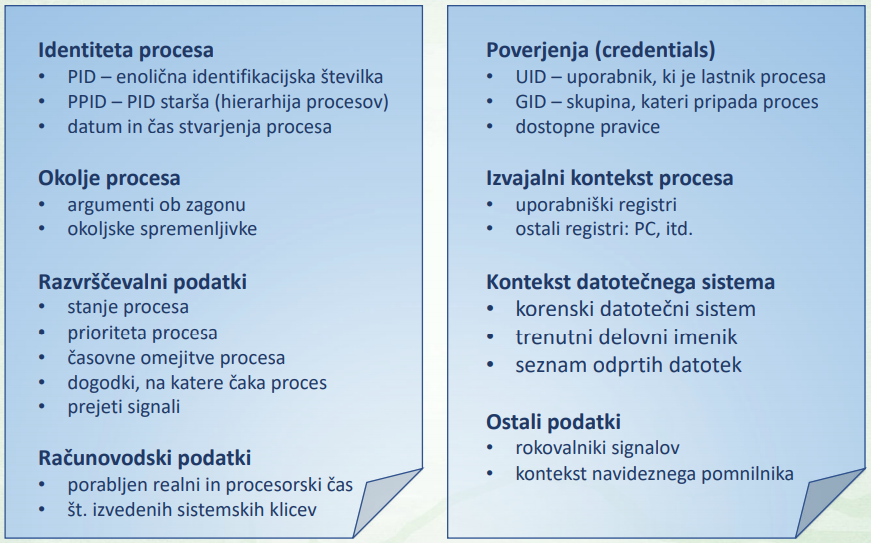 Identiteta procesa
• PID – enolična identifikacijska številka
• PPID – PID starša (hierarhija procesov)
• datum in čas stvarjenja procesa
Okolje procesa
• argumenti ob zagonu
• okoljske spremenljivke
Razvrščevalni podatki
• stanje procesa
• prioriteta procesa
• časovne omejitve procesa
• dogodki, na katere čaka proces
• prejeti signali
Računovodski podatki
• porabljen realni in procesorski čas
• št. izvedenih sistemskih klicev
Poverjenja (credentials)
• UID – uporabnik, ki je lastnik procesa
• GID – skupina, kateri pripada proces
• dostopne pravice
Izvajalni kontekst procesa
• uporabniški registri
• ostali registri: PC, itd.
Kontekst datotečnega sistema
• korenski datotečni sistem
• trenutni delovni imenik
• seznam odprtih datotek
Ostali podatki
• rokovalniki signalov
• kontekst navideznega pomnilnika